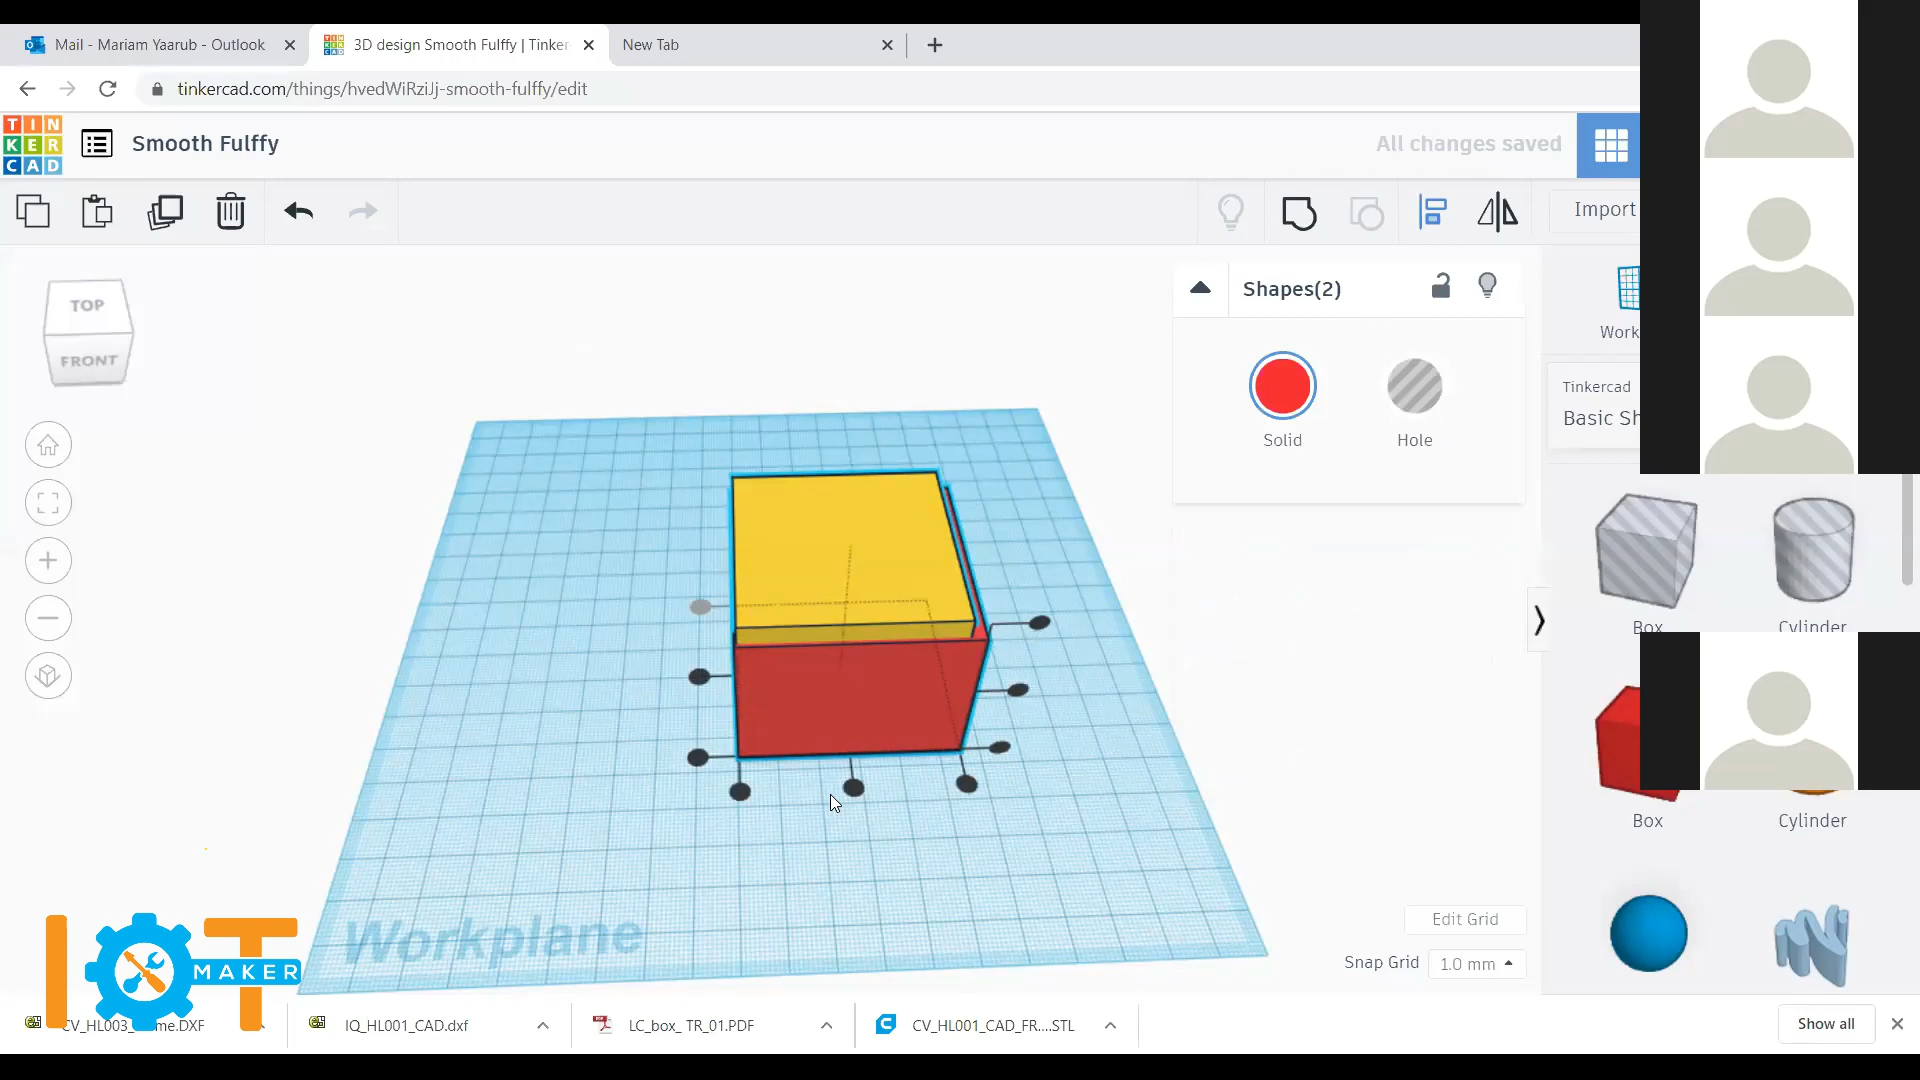 Mail - Mariam Yaarub - Outlook
3D design Smooth Fulffy | Tinker
New Tab
tinkercad.com/things/hvedWiRziJj-smooth-fulffy/edit
TIN
KER
CAD
Smooth Fulffy
All changes saved
Import
TOP
FRONT
Shapes(2)
Solid
Hole
Work
Tinkercad
Basic Sh
Box
Cylinder
Box
Cylinder
Workplane
Edit Grid
Snap Grid
1.0 mm
IOT
MAKER
IQ_HL001_CAD.dxf
LC_box_ TR_01.PDF
CV_HL001_CAD_FR....STL
Show all